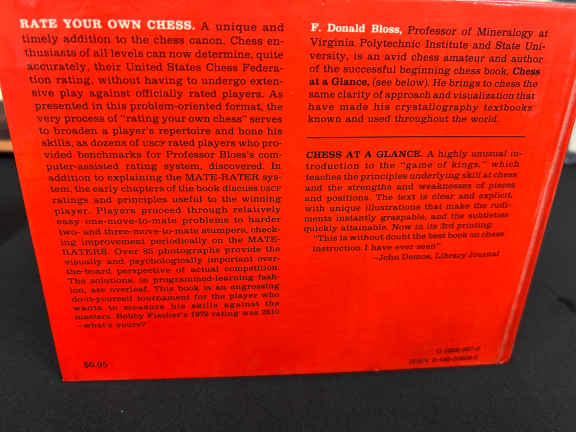 RATE YOUR OWN CHESS. A unique and
timely addition to the chess canon. Chess en-
thusiasts of all levels can now determine, quite
accurately, their United States Chess Federa-
tion rating, without having to undergo exten-
sive play against officially rated players. As
presented in this problem-oriented format, the
very process of "rating your own chess" serves
to broaden a player's repertoire and hone his
skills, as dozens of USCF rated players who pro-
vided benchmarks for Professor Bloss's com-
puter-assisted rating system, discovered. In
addition to explaining the MATE-RATER sys-
tem, the early chapters of the book discuss USCF
ratings and principles useful to the winning
player. Players proceed through relatively
easy one-move-to-mate problems to harder
two- and three-move-to-mate stumpers, check-
ing improvement periodically on the MATE-
RATERS. Over 85 photographs provide the
visually and psychologically important over-
the-board perspective of actual competition.
The solutions, in programmed-learning fash-
ion, are overleaf. This book is an engrossing
do-it-yourself tournament for the player who
wants to measure his skills against the
masters. Bobby Fischer's 1972 rating was 2810
—what's yours?
$6.95
F. Donald Bloss, Professor of Mineralogy at
Virginia Polytechnic Institute and State Uni-
versity, is an avid chess amateur and author
of the successful beginning chess book, Chess
at a Glance, (see below). He brings to chess the
same clarity of approach and visualization that
have made his crystallography textbooks
known and used throughout the world.
CHESS AT A GLANCE. A highly unusual in-
troduction to the "game of kings," which
teaches the principles underlying skill at chess
and the strengths and weaknesses of pieces
and positions. The text is clear and explicit,
with unique illustrations that make the rudi-
ments instantly graspable, and the subtleties
quickly attainable. Now in its 3rd printing.
"This is without doubt the best book on chess
instruction I have ever seen"
—John Demos, Library Journal